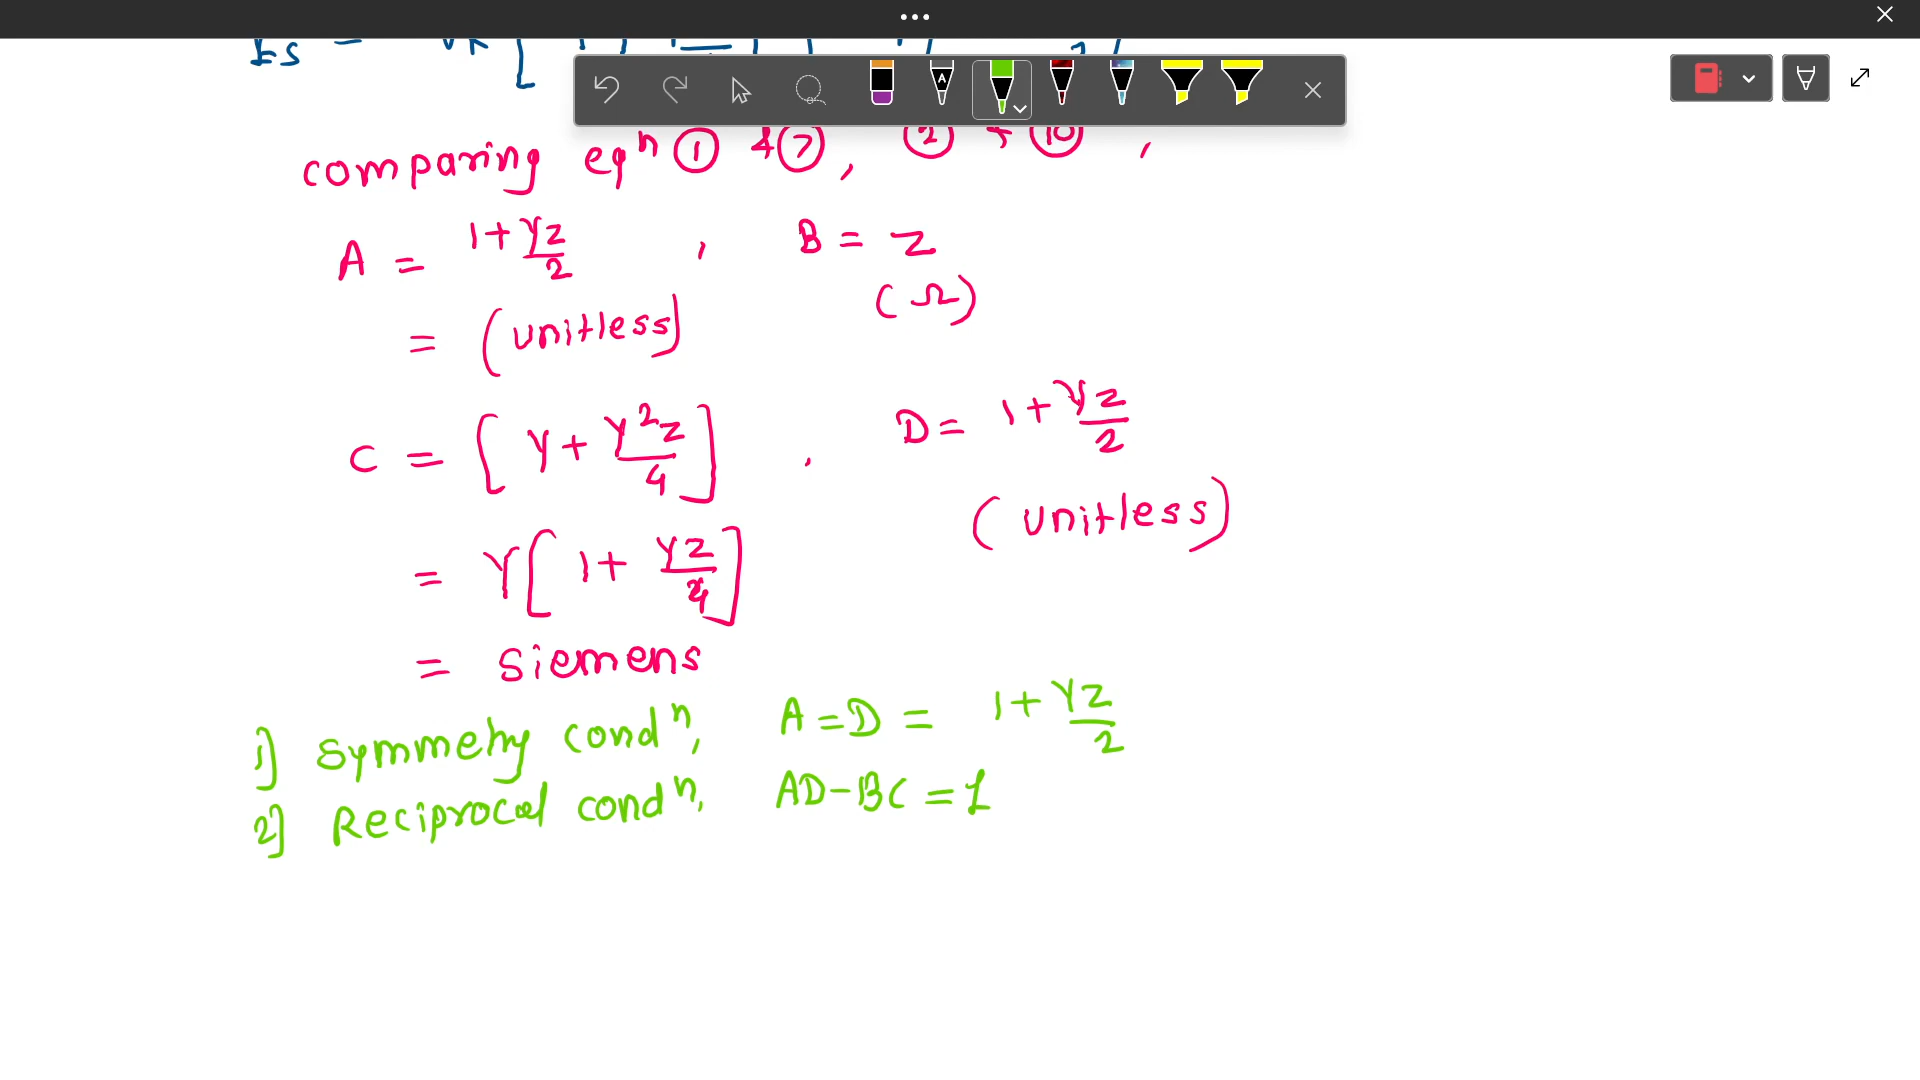 Is =
comparing eqⁿ ① & ⑦, ② & ⑩ ,
A = 1+YZ/2 , B = Z
(Ω)
= (unitless)
C = [Y + Y²Z/4] , D = 1+YZ/2
(unitless)
= Y[1+ YZ/4]
= siemens
1] Symmetry condⁿ, A=D = 1+YZ/2
2] Reciprocal condⁿ, AD-BC=1